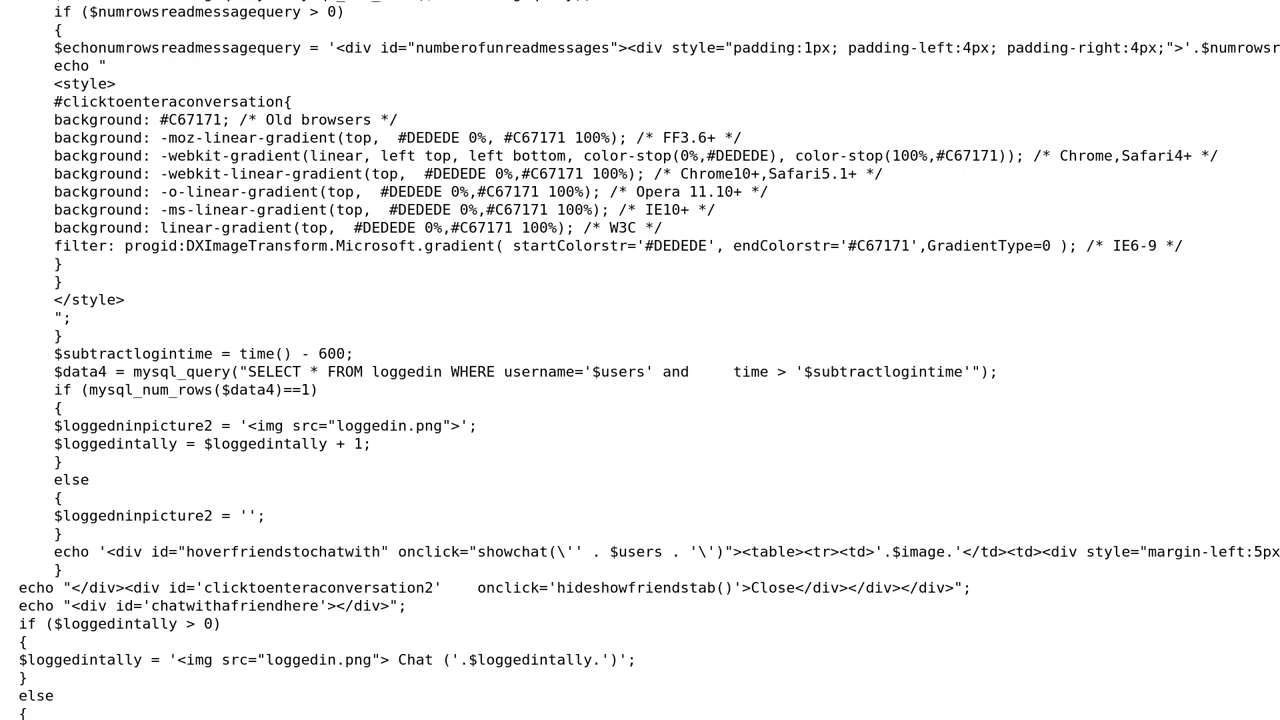 if ($numrowsreadmessagequery > 0)
{
$echonumrowsreadmessagequery = '<div id="numberofunreadmessages"><div style="padding:1px; padding-left:4px; padding-right:4px;">'.$numrowsr
echo "
<style>
#clicktoenteraconversation{
background: #C67171; /* Old browsers */
background: -moz-linear-gradient(top,  #DEDEDE 0%, #C67171 100%); /* FF3.6+ */
background: -webkit-gradient(linear, left top, left bottom, color-stop(0%,#DEDEDE), color-stop(100%,#C67171)); /* Chrome,Safari4+ */
background: -webkit-linear-gradient(top,  #DEDEDE 0%,#C67171 100%); /* Chrome10+,Safari5.1+ */
background: -o-linear-gradient(top,  #DEDEDE 0%,#C67171 100%); /* Opera 11.10+ */
background: -ms-linear-gradient(top,  #DEDEDE 0%,#C67171 100%); /* IE10+ */
background: linear-gradient(top,  #DEDEDE 0%,#C67171 100%); /* W3C */
filter: progid:DXImageTransform.Microsoft.gradient( startColorstr='#DEDEDE', endColorstr='#C67171',GradientType=0 ); /* IE6-9 */
}
}
</style>
";
}
$subtractlogintime = time() - 600;
$data4 = mysql_query("SELECT * FROM loggedin WHERE username='$users' and     time > '$subtractlogintime'");
if (mysql_num_rows($data4)==1)
{
$loggedninpicture2 = '<img src="loggedin.png">';
$loggedintally = $loggedintally + 1;
}
else
{
$loggedninpicture2 = '';
}
echo '<div id="hoverfriendstochatwith" onclick="showchat(\'' . $users . '\')"><table><tr><td>'.$image.'</td><td><div style="margin-left:5px
}
echo "</div><div id='clicktoenteraconversation2'    onclick='hideshowfriendstab()'>Close</div></div></div>";
echo "<div id='chatwithafriendhere'></div>";
if ($loggedintally > 0)
{
$loggedintally = '<img src="loggedin.png"> Chat ('.$loggedintally.')';
}
else
{